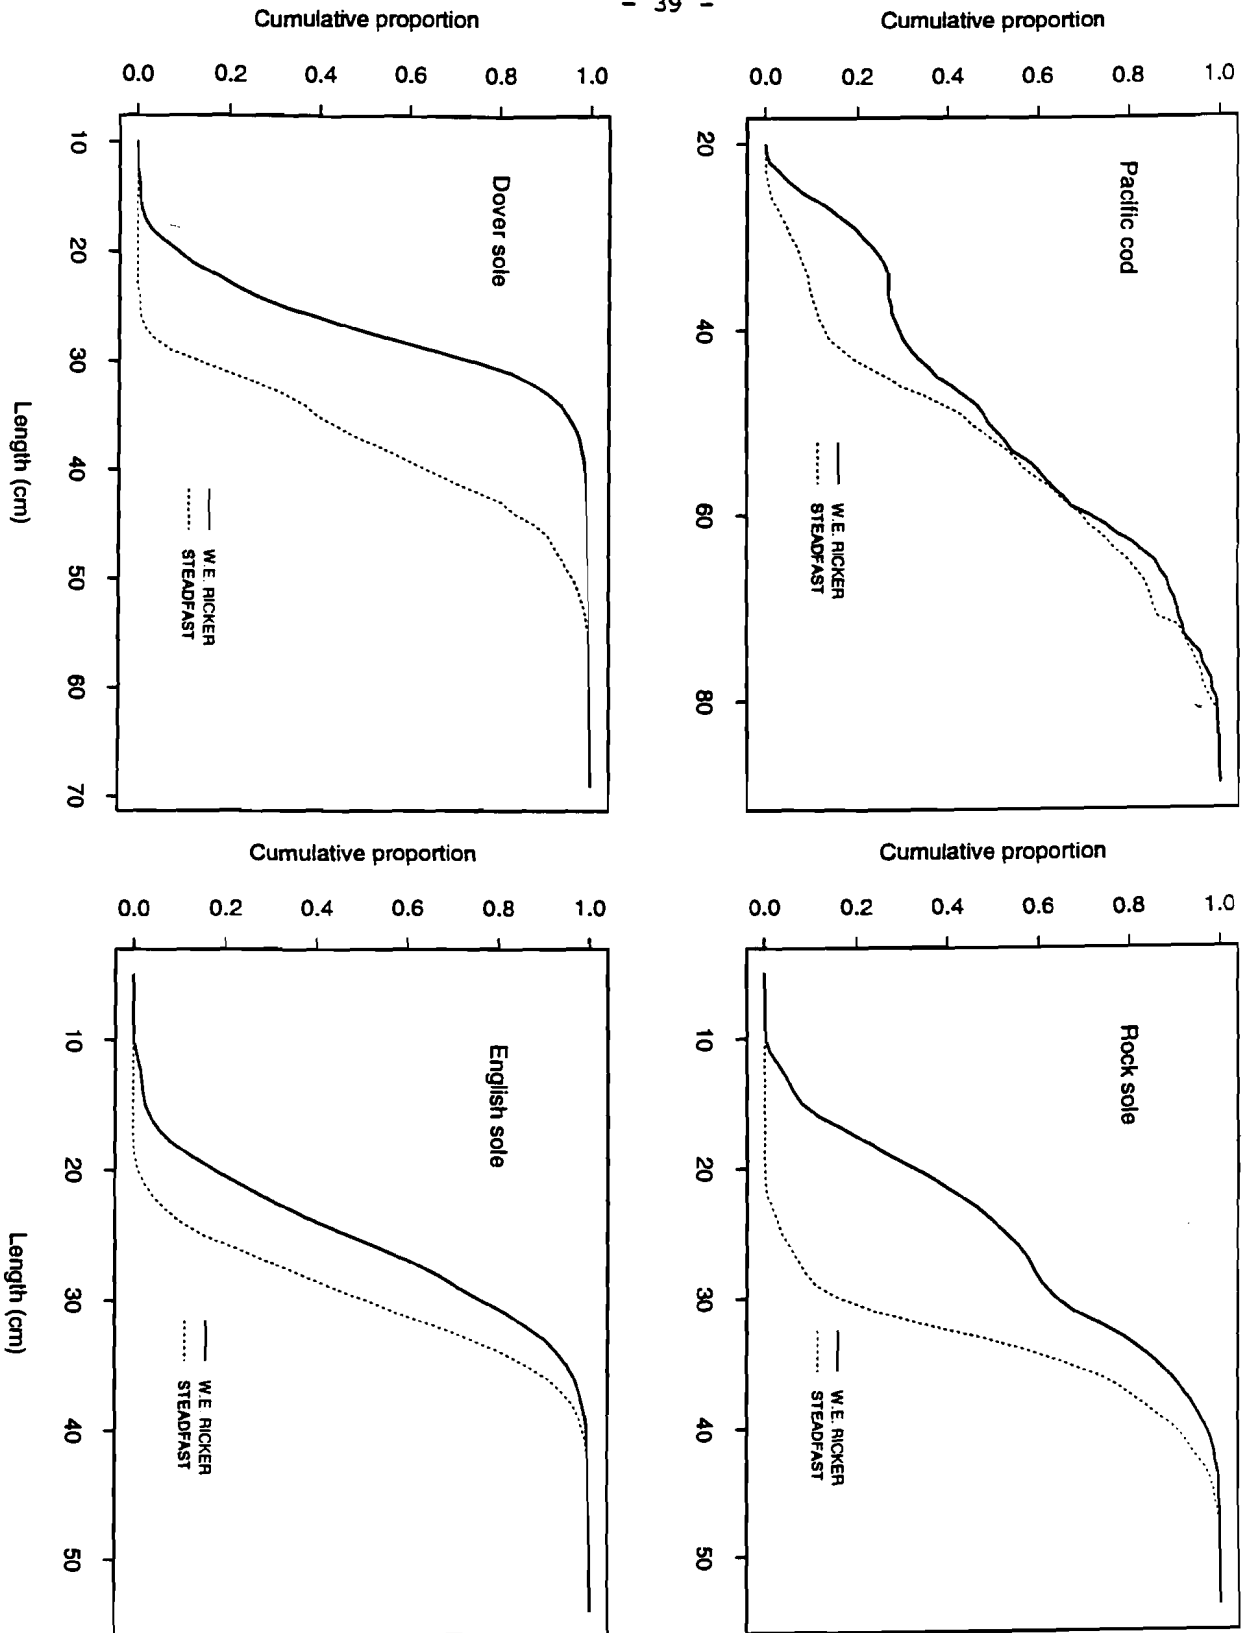 - 39 -
Cumulative proportion
0.0 0.2 0.4 0.6 0.8 1.0
Pacific cod
20 40 60 80
W.E. RICKER
STEADFAST
Cumulative proportion
0.0 0.2 0.4 0.6 0.8 1.0
Rock sole
10 20 30 40 50
W.E. RICKER
STEADFAST
Cumulative proportion
0.0 0.2 0.4 0.6 0.8 1.0
Dover sole
10 20 30 40 50 60 70
Length (cm)
W.E. RICKER
STEADFAST
Cumulative proportion
0.0 0.2 0.4 0.6 0.8 1.0
English sole
10 20 30 40 50
Length (cm)
W.E. RICKER
STEADFAST